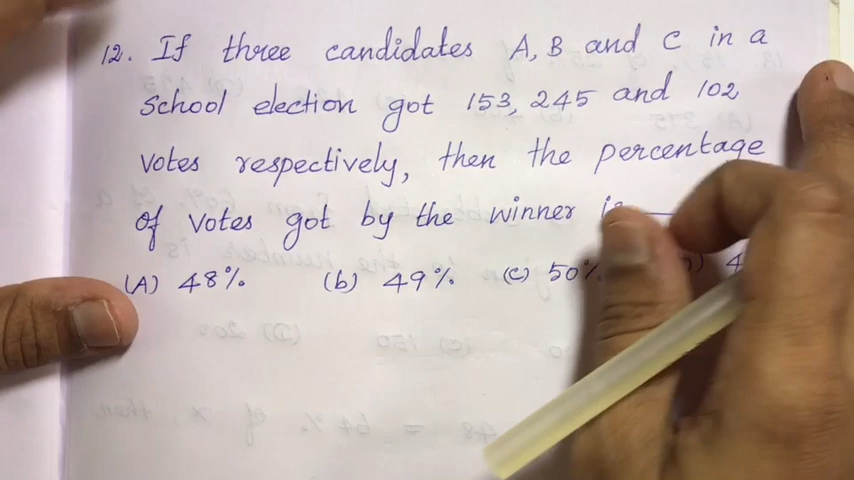 12. If three candidates A, B and C in a
School election got 153, 245 and 102
votes respectively, then the percentage
of votes got by the winner is
(A) 48% (b) 49% (C) 50%